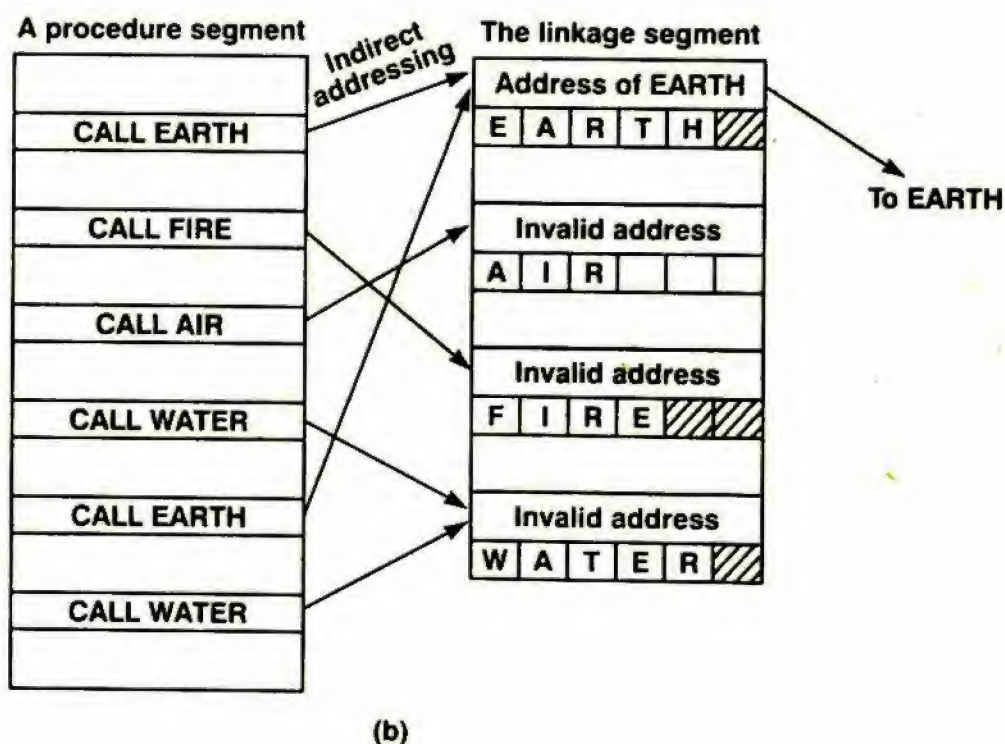 A procedure segment
Indirect addressing
The linkage segment
CALL EARTH
CALL FIRE
CALL AIR
CALL WATER
CALL EARTH
CALL WATER
Address of EARTH
E A R T H
Invalid address
A I R
Invalid address
F I R E
Invalid address
W A T E R
To EARTH
(b)